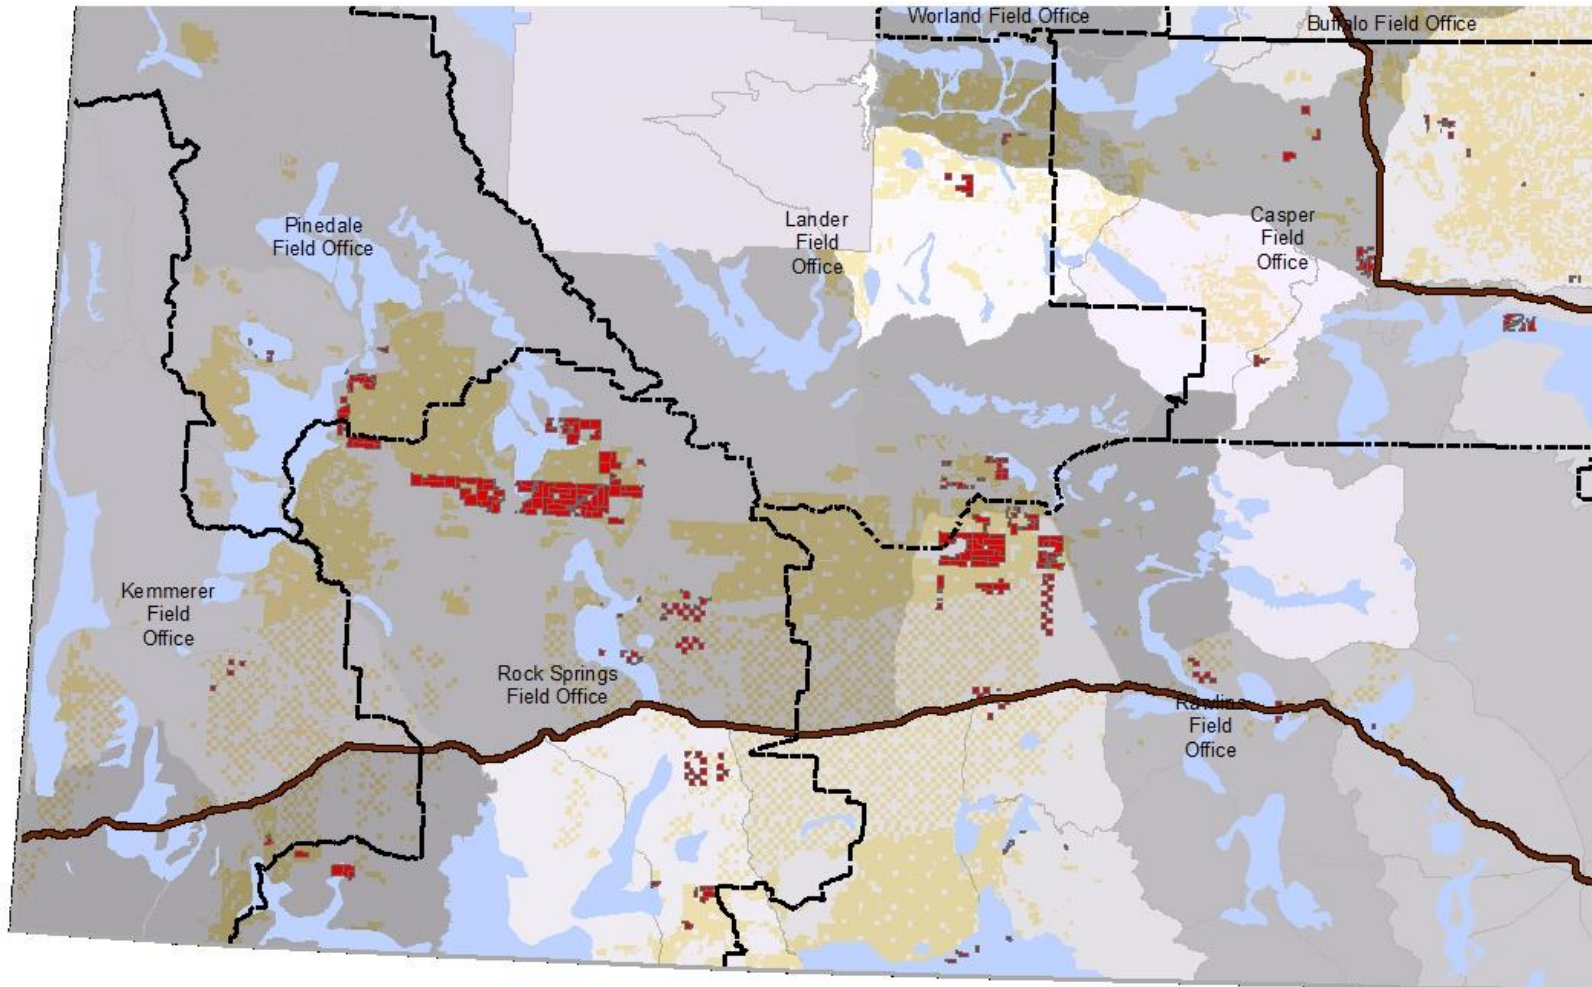 Worland Field Office
Buffalo Field Office
Pinedale
Field Office
Lander
Field
Office
Casper
Field
Office
Kemmerer
Field
Office
Rock Springs
Field Office
Rawlins
Field
Office